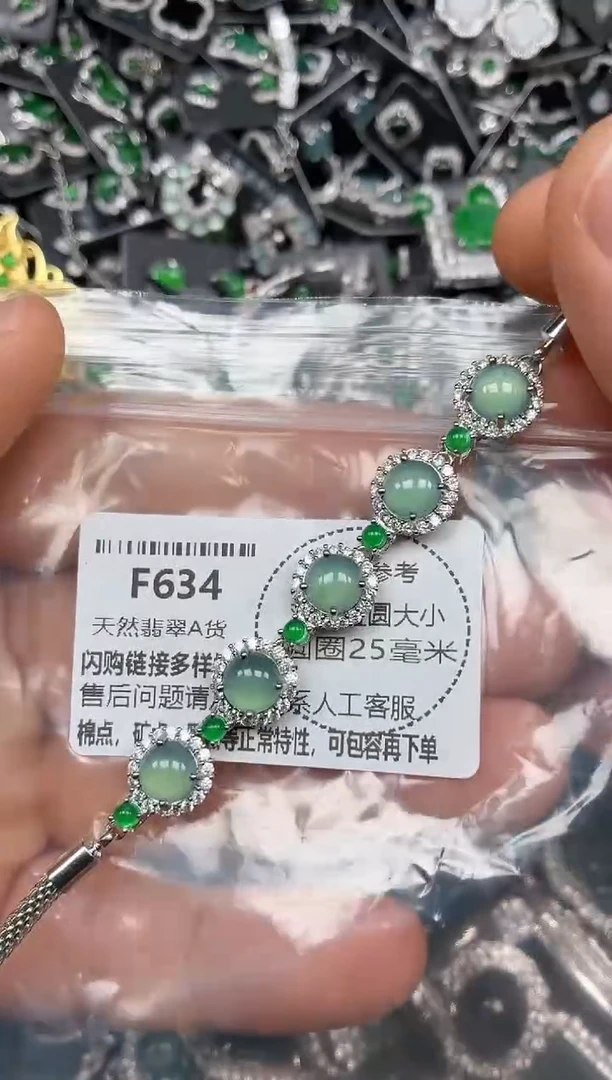 F634
参考
天然翡翠A货
圆大小
闪购链接多样
圆圈25毫米
售后问题请
系人工客服
棉点，矿
等正常特性，可包容再下单